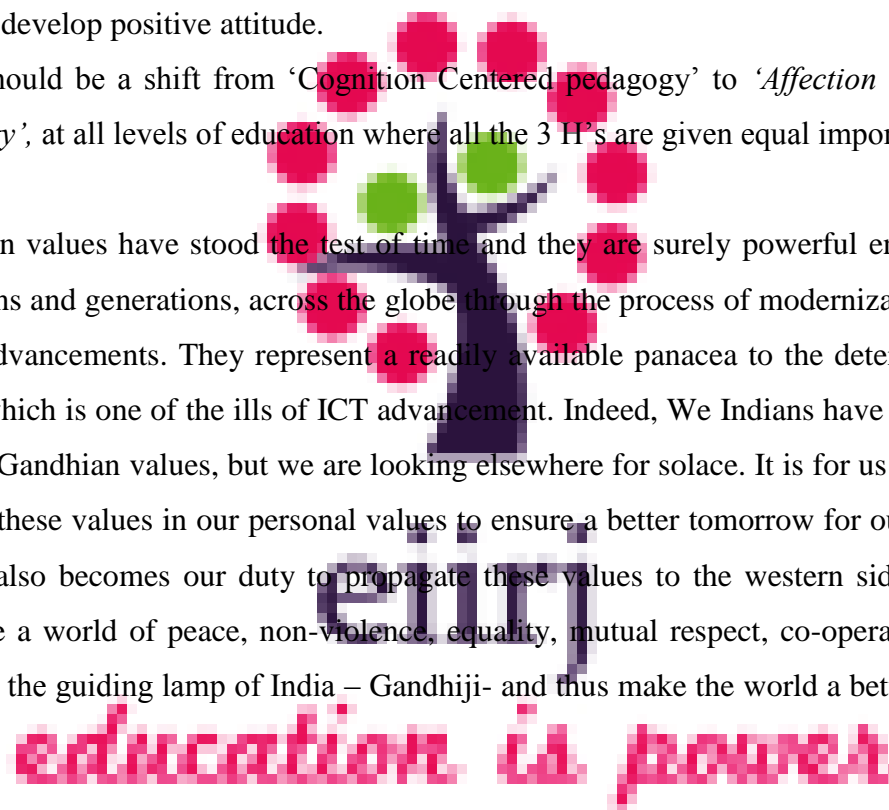 develop positive attitude.
ould be a shift from ‘Cognition Centered pedagogy’ to ‘Affection
y’, at all levels of education where all the 3 H’s are given equal impor
n values have stood the test of time and they are surely powerful en
ns and generations, across the globe through the process of moderniza
dvancements. They represent a readily available panacea to the deter
which is one of the ills of ICT advancement. Indeed, We Indians have
Gandhian values, but we are looking elsewhere for solace. It is for us
these values in our personal values to ensure a better tomorrow for ou
also becomes our duty to propagate these values to the western sid
e a world of peace, non-violence, equality, mutual respect, co-opera
the guiding lamp of India – Gandhiji- and thus make the world a bet
eiirj
education is power